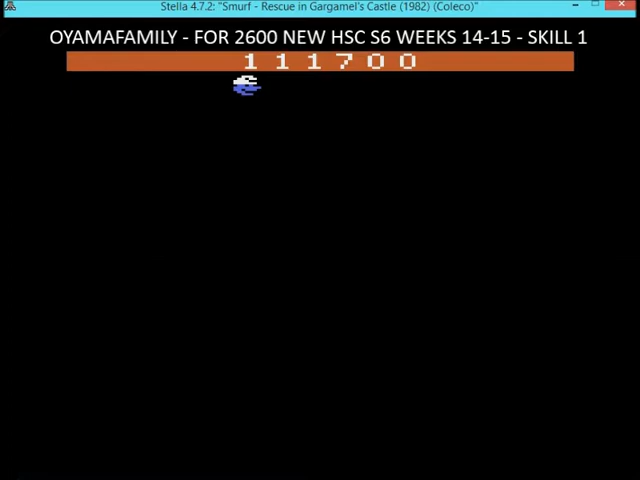 Stella 4.7.2: "Smurf - Rescue in Gargamel's Castle (1982) (Coleco)"
OYAMAFAMILY - FOR 2600 NEW HSC S6 WEEKS 14-15 - SKILL 1
111700